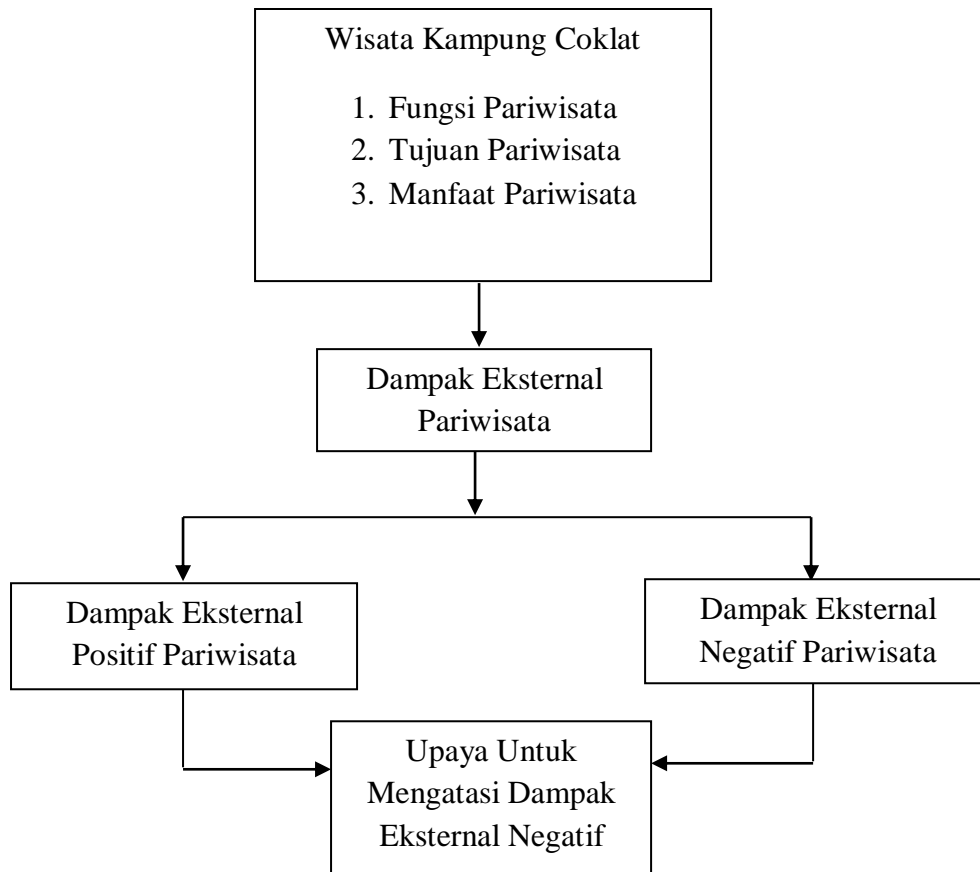 Wisata Kampung Coklat
1. Fungsi Pariwisata
2. Tujuan Pariwisata
3. Manfaat Pariwisata
Dampak Eksternal
Pariwisata
Dampak Eksternal
Positif Pariwisata
Dampak Eksternal
Negatif Pariwisata
Upaya Untuk
Mengatasi Dampak
Eksternal Negatif